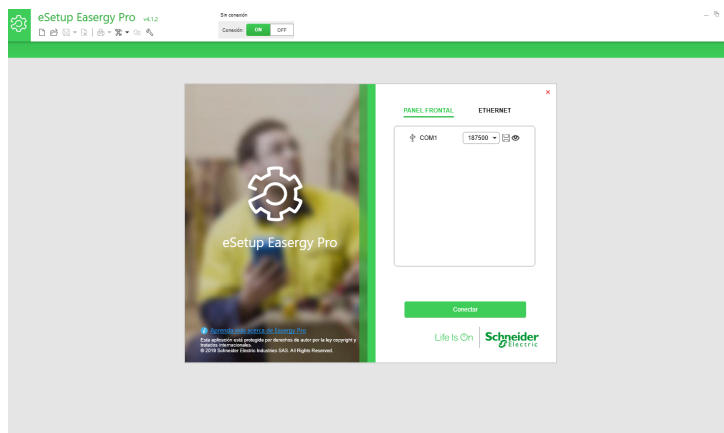 eSetup Easergy Pro v4.1.2
Sin conexión
Conexión: ON OFF
PANEL FRONTAL ETHERNET
COM1 187500
eSetup Easergy Pro
Aprenda más acerca de Easergy Pro
Esta aplicación está protegida por derechos de autor por la ley copyright y
tratados internacionales.
© 2019 Schneider Electric Industries SAS. All Rights Reserved.
Conectar
Life Is On Schneider
Electric